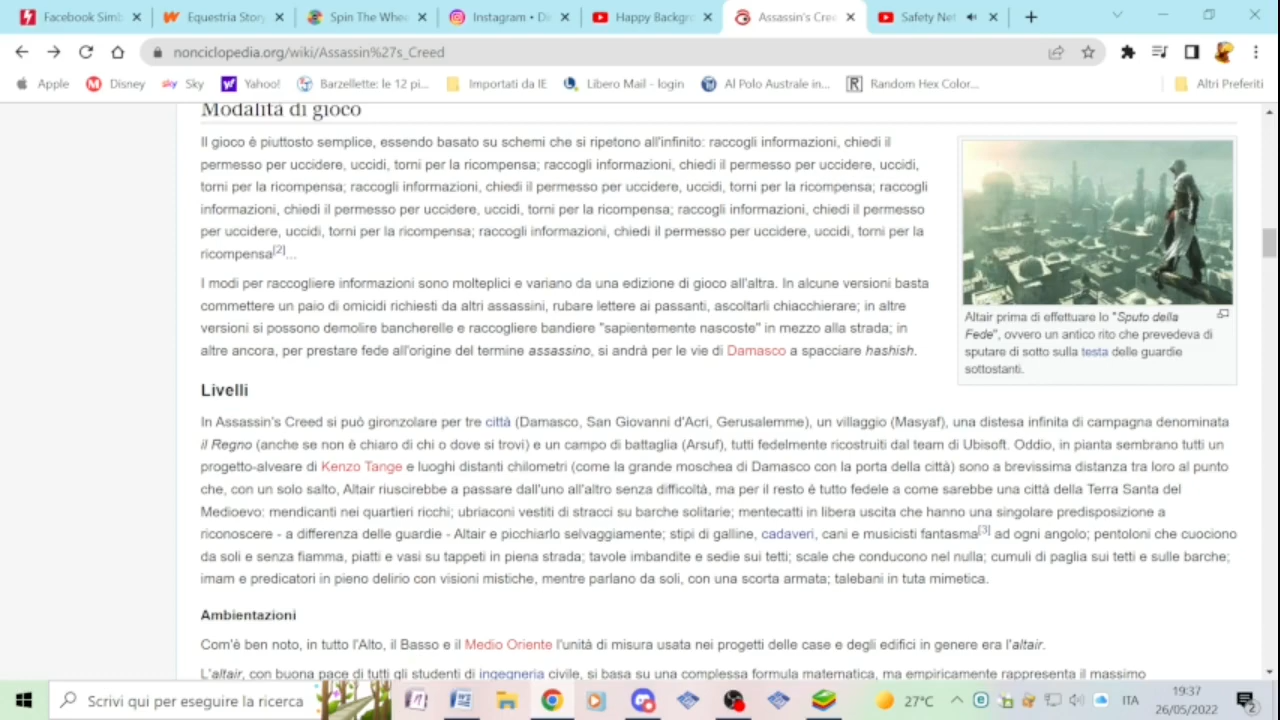 Facebook Simb
Equestria Story
Spin The Whee
Instagram • Di
Happy Backgro
Assassin's Cree
Safety Net
nonciclopedia.org/wiki/Assassin%27s_Creed
Apple
Disney
sky Sky
Yahoo!
Barzellette: le 12 pi...
Importati da IE
Libero Mail - login
Al Polo Australe in...
R Random Hex Color...
Altri Preferiti
Modalità di gioco
Il gioco è piuttosto semplice, essendo basato su schemi che si ripetono all'infinito: raccogli informazioni, chiedi il
permesso per uccidere, uccidi, torni per la ricompensa; raccogli informazioni, chiedi il permesso per uccidere, uccidi,
torni per la ricompensa; raccogli informazioni, chiedi il permesso per uccidere, uccidi, torni per la ricompensa; raccogli
informazioni, chiedi il permesso per uccidere, uccidi, torni per la ricompensa; raccogli informazioni, chiedi il permesso
per uccidere, uccidi, torni per la ricompensa; raccogli informazioni, chiedi il permesso per uccidere, uccidi, torni per la
ricompensa[2]...
I modi per raccogliere informazioni sono molteplici e variano da una edizione di gioco all'altra. In alcune versioni basta
commettere un paio di omicidi richiesti da altri assassini, rubare lettere ai passanti, ascoltarli chiacchierare; in altre
versioni si possono demolire bancherelle e raccogliere bandiere "sapientemente nascoste" in mezzo alla strada; in
altre ancora, per prestare fede all'origine del termine assassino, si andrà per le vie di Damasco a spacciare hashish.
Altair prima di effettuare lo "Sputo della
Fede", ovvero un antico rito che prevedeva di
sputare di sotto sulla testa delle guardie
sottostanti.
Livelli
In Assassin's Creed si può gironzolare per tre città (Damasco, San Giovanni d'Acri, Gerusalemme), un villaggio (Masyaf), una distesa infinita di campagna denominata
il Regno (anche se non è chiaro di chi o dove si trovi) e un campo di battaglia (Arsuf), tutti fedelmente ricostruiti dal team di Ubisoft. Oddio, in pianta sembrano tutti un
progetto-alveare di Kenzo Tange e luoghi distanti chilometri (come la grande moschea di Damasco con la porta della città) sono a brevissima distanza tra loro al punto
che, con un solo salto, Altair riuscirebbe a passare dall'uno all'altro senza difficoltà, ma per il resto è tutto fedele a come sarebbe una città della Terra Santa del
Medioevo: mendicanti nei quartieri ricchi; ubriaconi vestiti di stracci su barche solitarie; mentecatti in libera uscita che hanno una singolare predisposizione a
riconoscere - a differenza delle guardie - Altair e picchiarlo selvaggiamente; stipi di galline, cadaveri, cani e musicisti fantasma[3] ad ogni angolo; pentoloni che cuociono
da soli e senza fiamma, piatti e vasi su tappeti in piena strada; tavole imbandite e sedie sui tetti; scale che conducono nel nulla; cumuli di paglia sui tetti e sulle barche;
imam e predicatori in pieno delirio con visioni mistiche, mentre parlano da soli, con una scorta armata; talebani in tuta mimetica.
Ambientazioni
Com'è ben noto, in tutto l'Alto, il Basso e il Medio Oriente l'unità di misura usata nei progetti delle case e degli edifici in genere era l'altair.
L'altair, con buona pace di tutti gli studenti di ingegneria civile, si basa su una complessa formula matematica, ma empiricamente rappresenta il massimo
Scrivi qui per eseguire la ricerca
27°C
ITA
19:37
26/05/2022
2